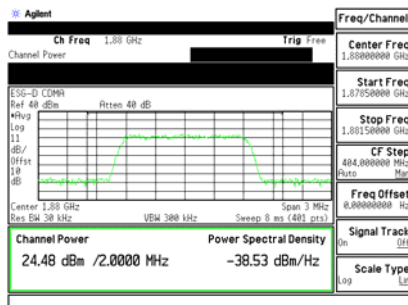 Agilent
Freq/Channel
Ch Freq 1.88 GHz Trig Free
Channel Power
Center Freq
1.88000000 GHz
Start Freq
1.87850000 GHz
Stop Freq
1.88150000 GHz
CF Step
404.000000 MHz
Auto Man
Freq Offset
0.00000000 Hz
Signal Track
On Off
Scale Type
Log Lin
ESG-D CDMA
Ref 40 dBm Atten 40 dB
#Avg
Log
11
dB/
Offst
10
dB
Center 1.88 GHz Span 3 MHz
Res BW 30 kHz VBW 300 kHz Sweep 8 ms (401 pts)
Channel Power Power Spectral Density
24.48 dBm /2.0000 MHz -38.53 dBm/Hz